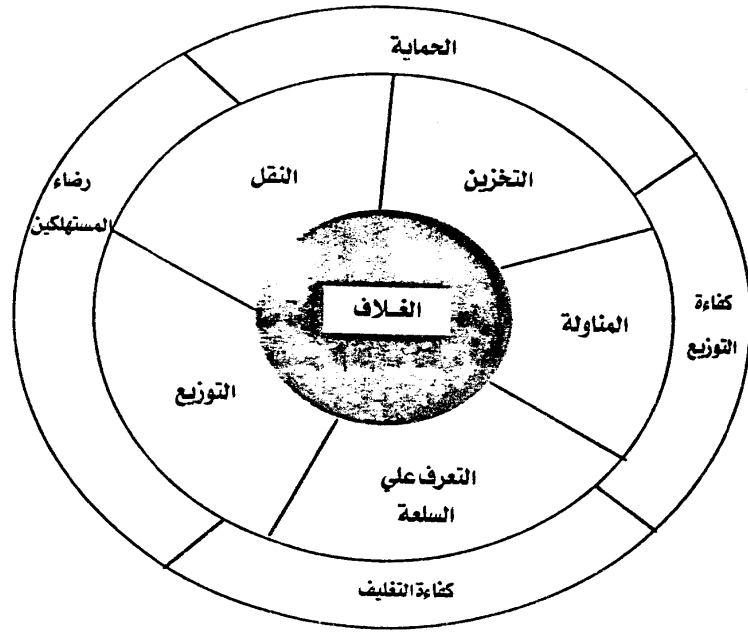 الحماية
النقل
التخزين
رضاء
المستهلكين
الغلاف
المناولة
كفاءة
التوزيع
التوزيع
التعرف علي
السلعة
كفاءة التغليف